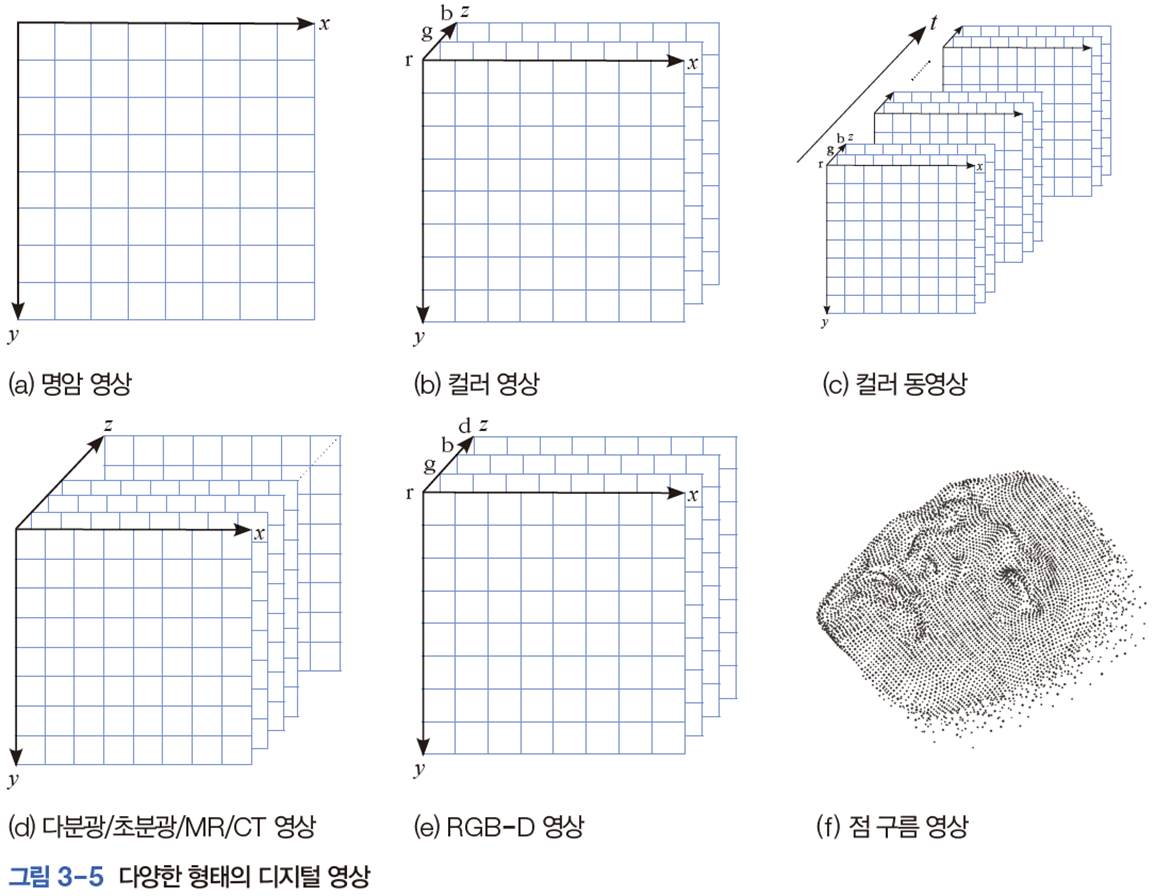 x
y
(a) 명암 영상
b z
g
r
x
y
(b) 컬러 영상
t
b z
g
r
x
y
(c) 컬러 동영상
z
x
y
(d) 다분광/초분광/MR/CT 영상
d z
b
g
r
x
y
(e) RGB-D 영상
(f) 점 구름 영상
그림 3-5 다양한 형태의 디지털 영상